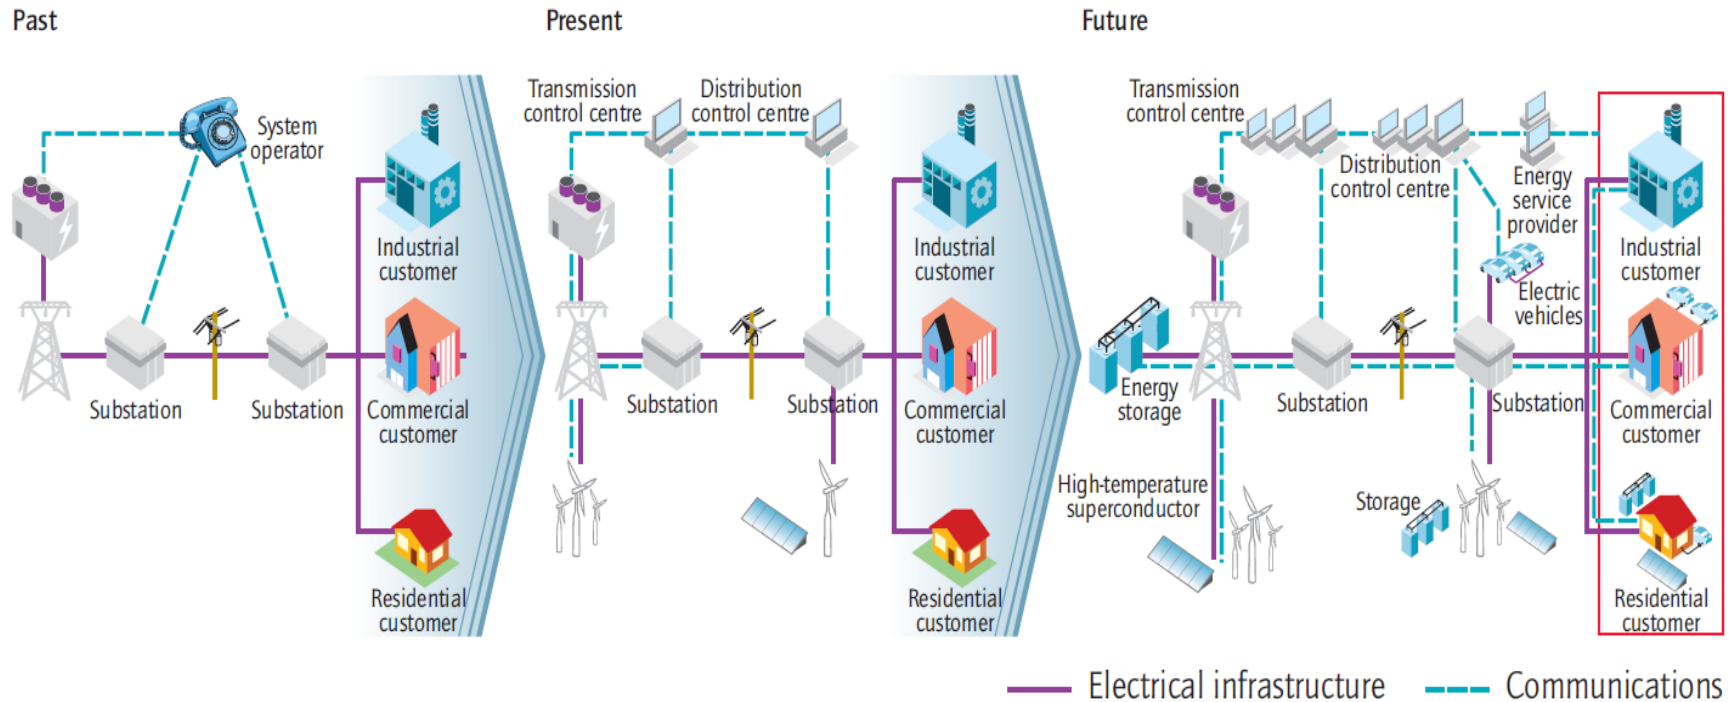 Past
System
operator
Substation
Substation
Industrial
customer
Commercial
customer
Residential
customer
Present
Transmission
control centre
Distribution
control centre
Substation
Substation
Industrial
customer
Commercial
customer
Residential
customer
Future
Transmission
control centre
Distribution
control centre
Energy
service
provider
Electric
vehicles
Energy
storage
Substation
Substation
High-temperature
superconductor
Storage
Industrial
customer
Commercial
customer
Residential
customer
Electrical infrastructure
Communications